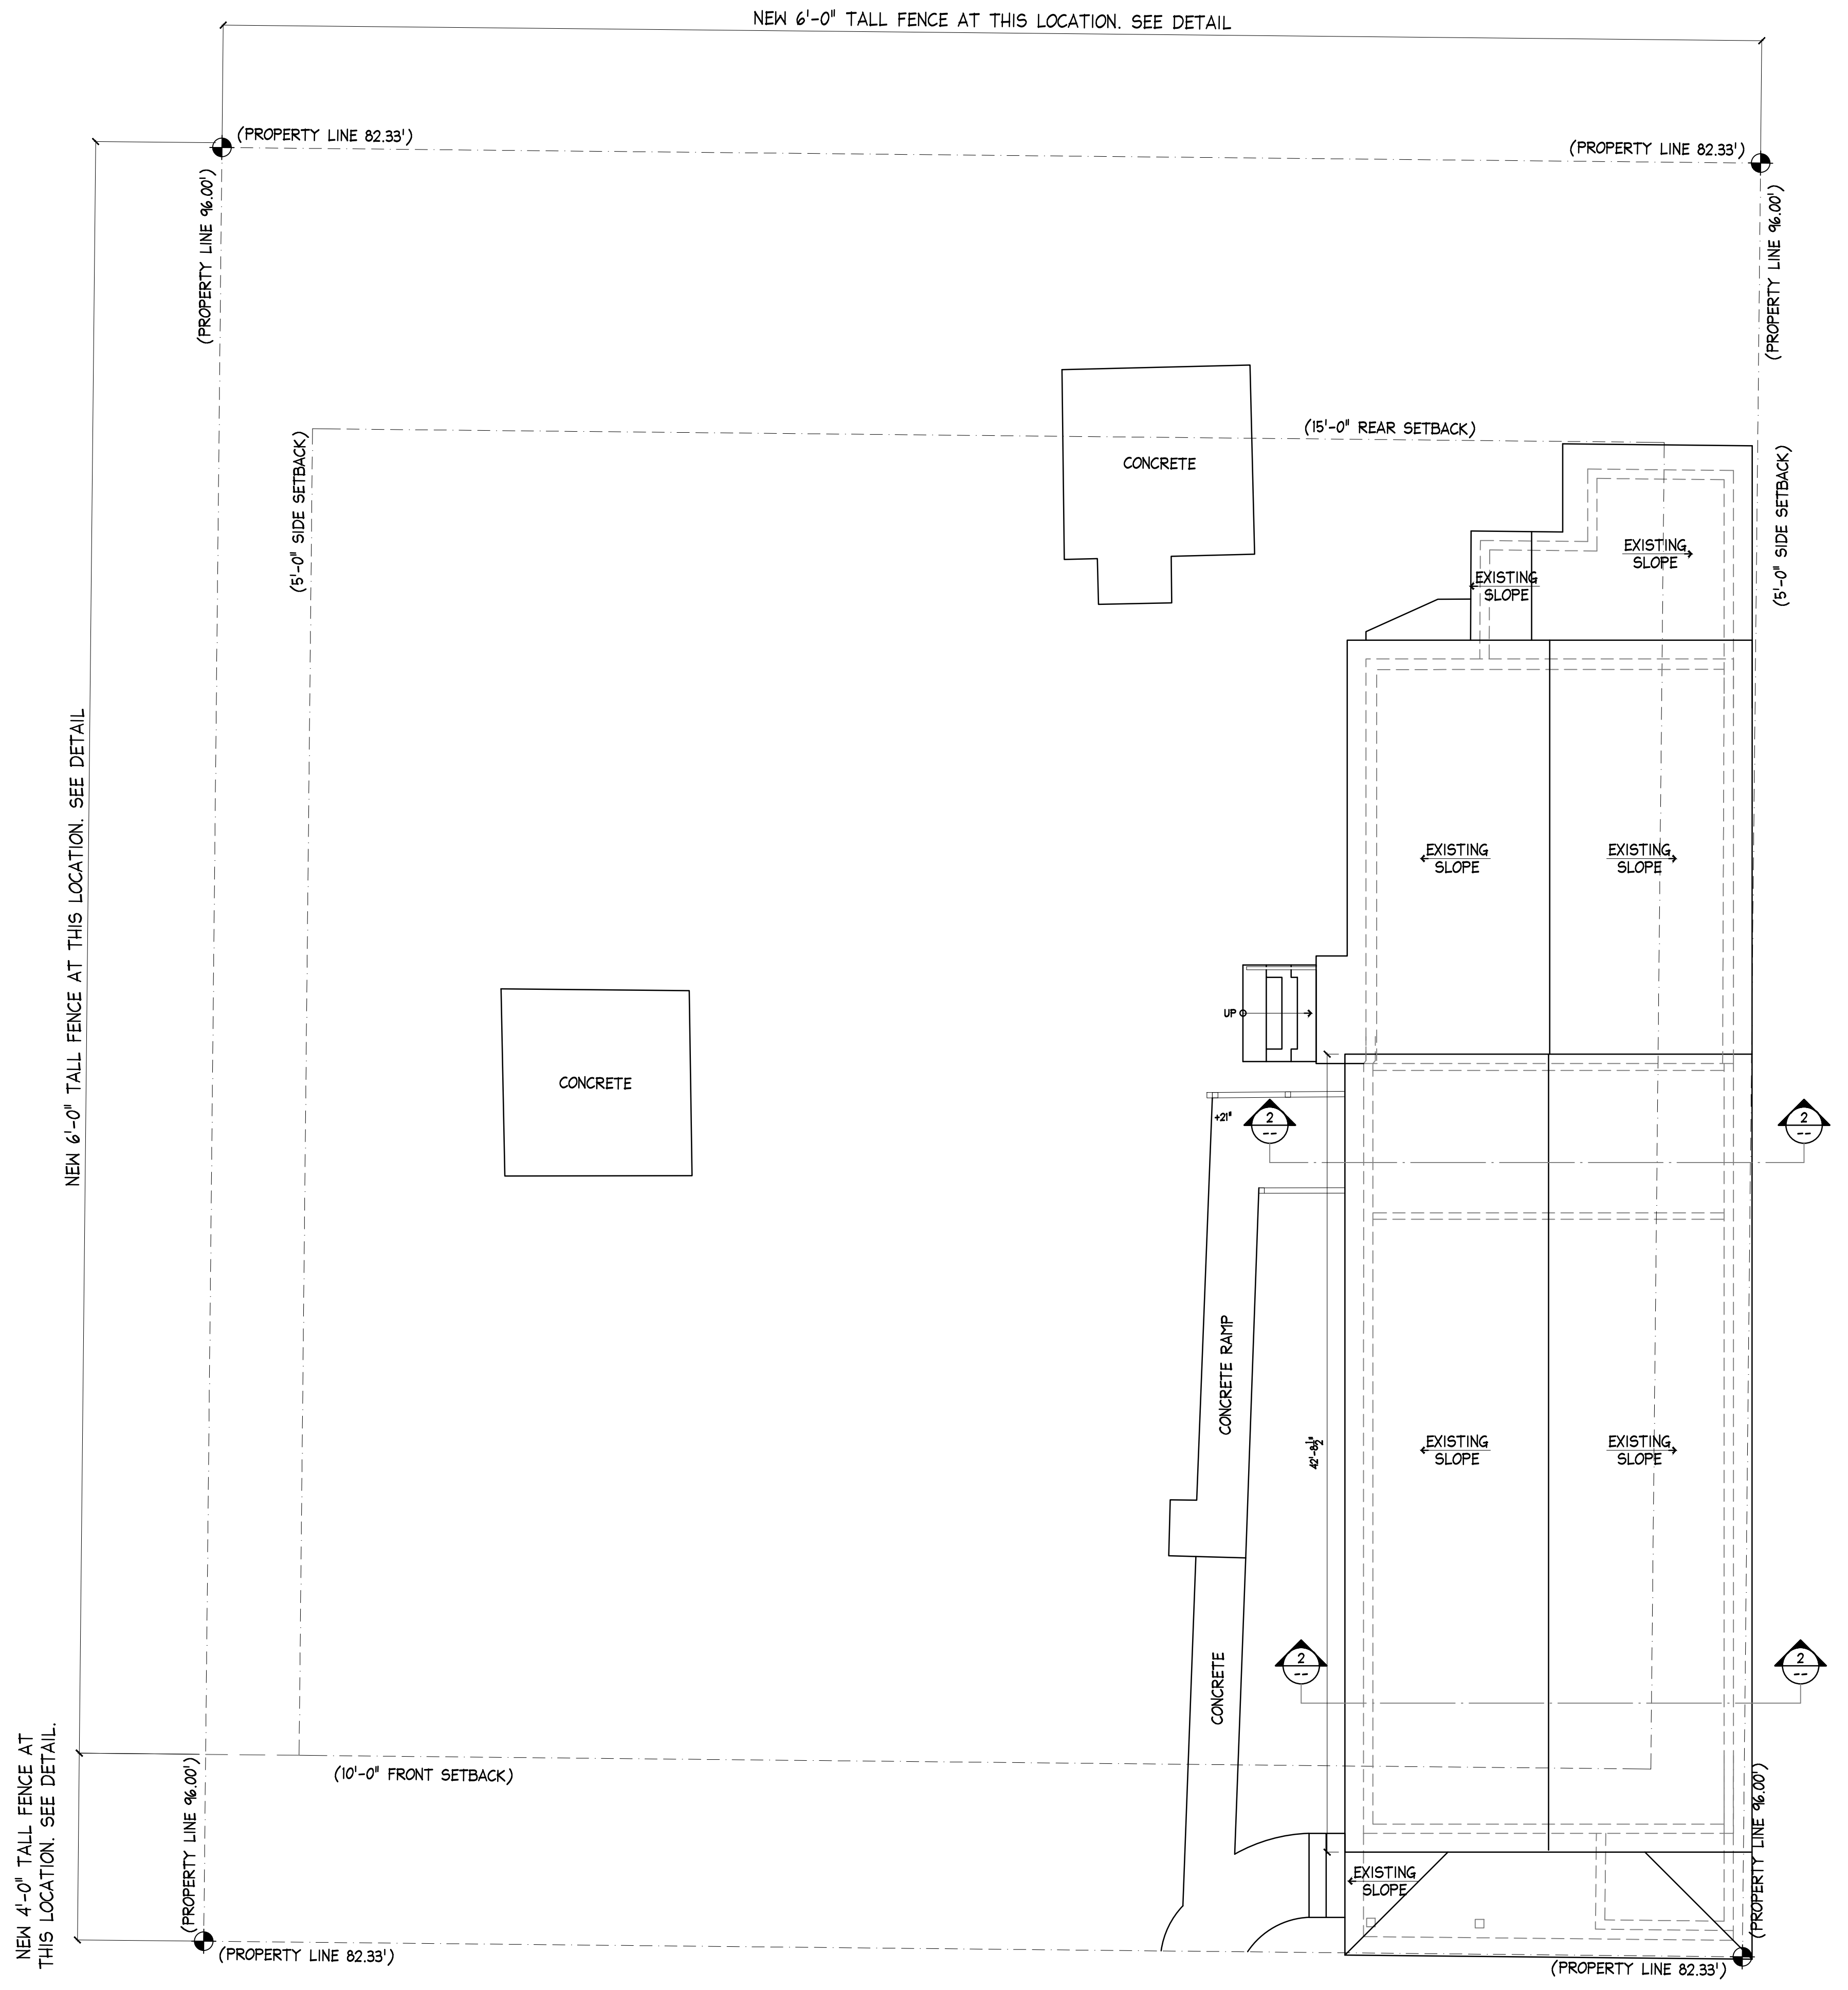 NEW 6'-0" TALL FENCE AT THIS LOCATION. SEE DETAIL
(PROPERTY LINE 82.33')
(PROPERTY LINE 82.33')
(PROPERTY LINE 96.00')
(PROPERTY LINE 96.00')
(15'-0" REAR SETBACK)
(5'-0" SIDE SETBACK)
(5'-0" SIDE SETBACK)
CONCRETE
EXISTING
SLOPE
EXISTING
SLOPE
NEW 6'-0" TALL FENCE AT THIS LOCATION. SEE DETAIL
EXISTING
SLOPE
EXISTING
SLOPE
UP
CONCRETE
+21"
2
--
2
--
CONCRETE RAMP
42'-8½"
EXISTING
SLOPE
EXISTING
SLOPE
CONCRETE
2
--
2
--
NEW 4'-0" TALL FENCE AT
THIS LOCATION. SEE DETAIL.
(10'-0" FRONT SETBACK)
(PROPERTY LINE 96.00')
(PROPERTY LINE 96.00')
EXISTING
SLOPE
(PROPERTY LINE 82.33')
(PROPERTY LINE 82.33')